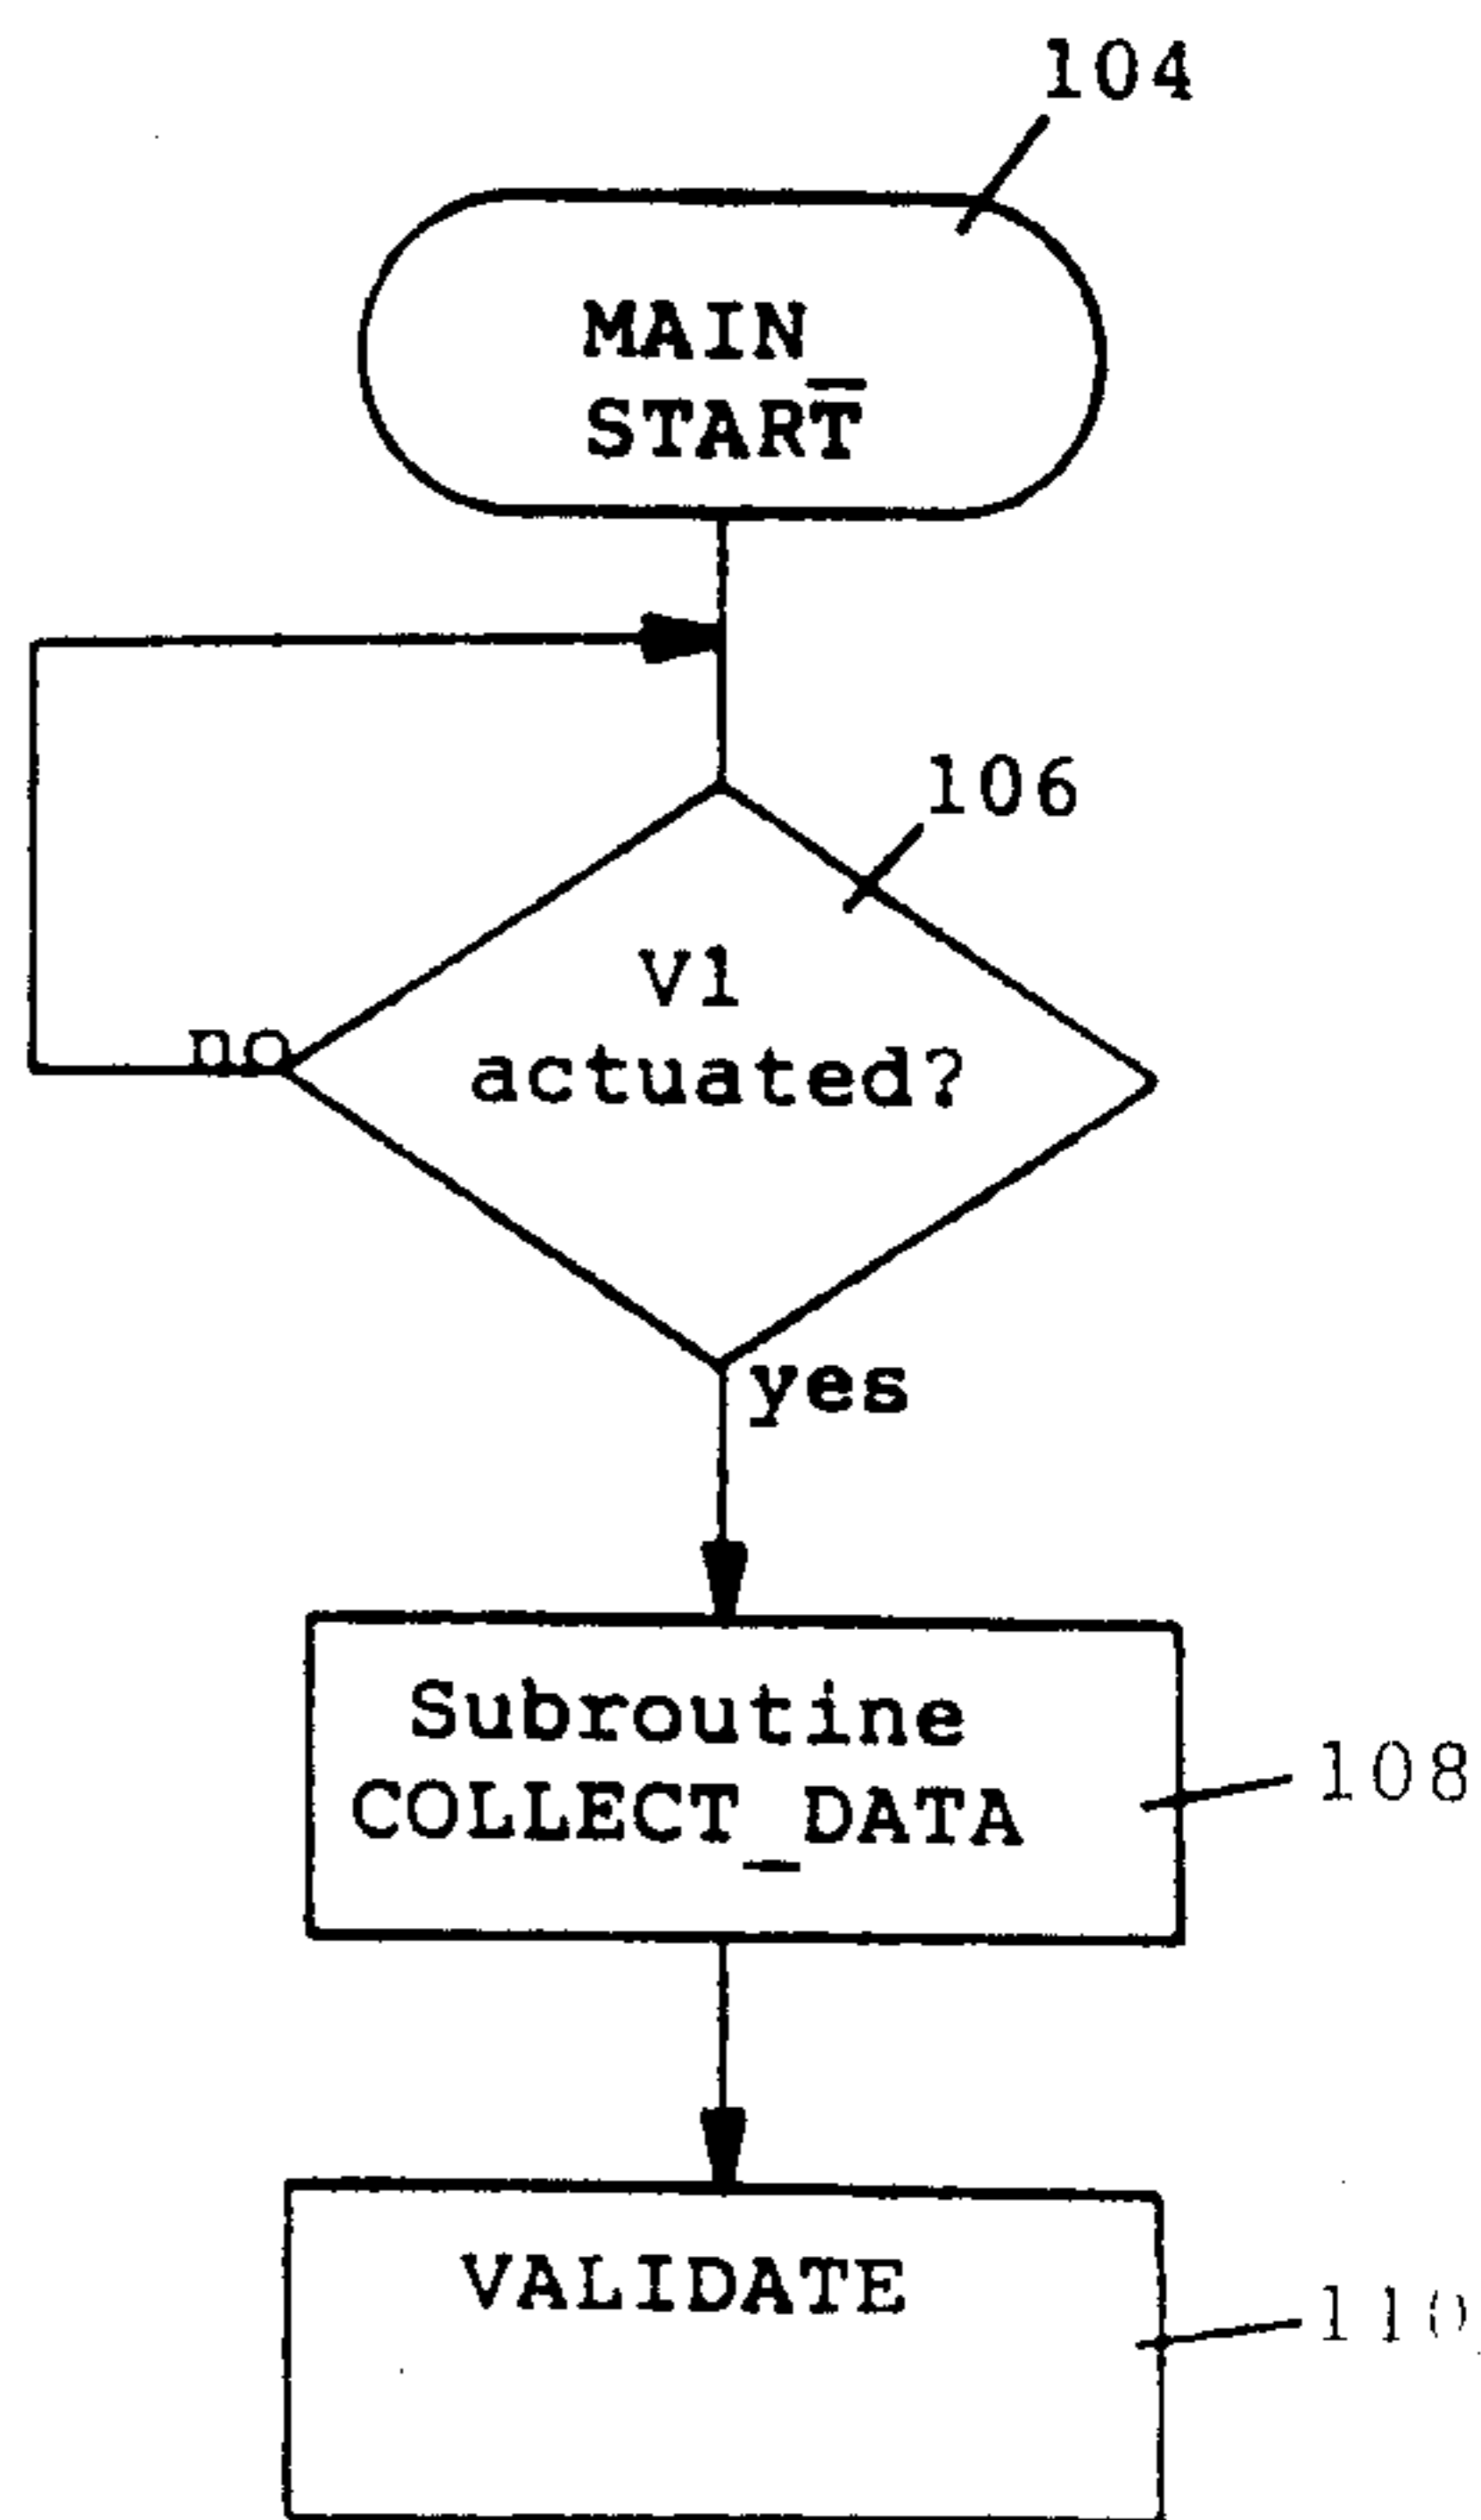 104
MAIN_
START
106
V1
actuated?
no
yes
Subroutine
COLLECT_DATA
108
VALIDATE
110